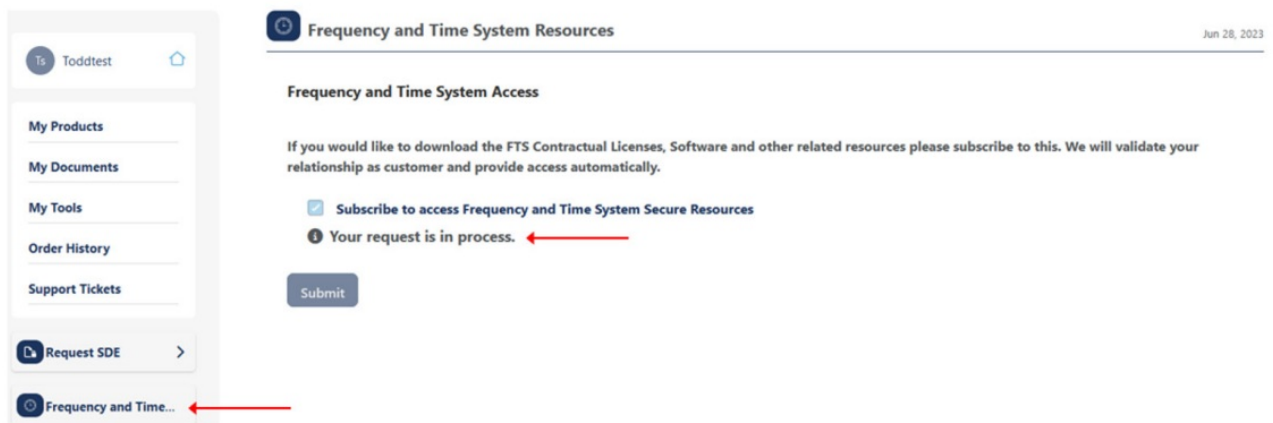 Frequency and Time System Resources
Jun 28, 2023
Ts Toddtest
My Products
My Documents
My Tools
Order History
Support Tickets
Request SDE
Frequency and Time...
Frequency and Time System Access
If you would like to download the FTS Contractual Licenses, Software and other related resources please subscribe to this. We will validate your
relationship as customer and provide access automatically.
Subscribe to access Frequency and Time System Secure Resources
Your request is in process.
Submit